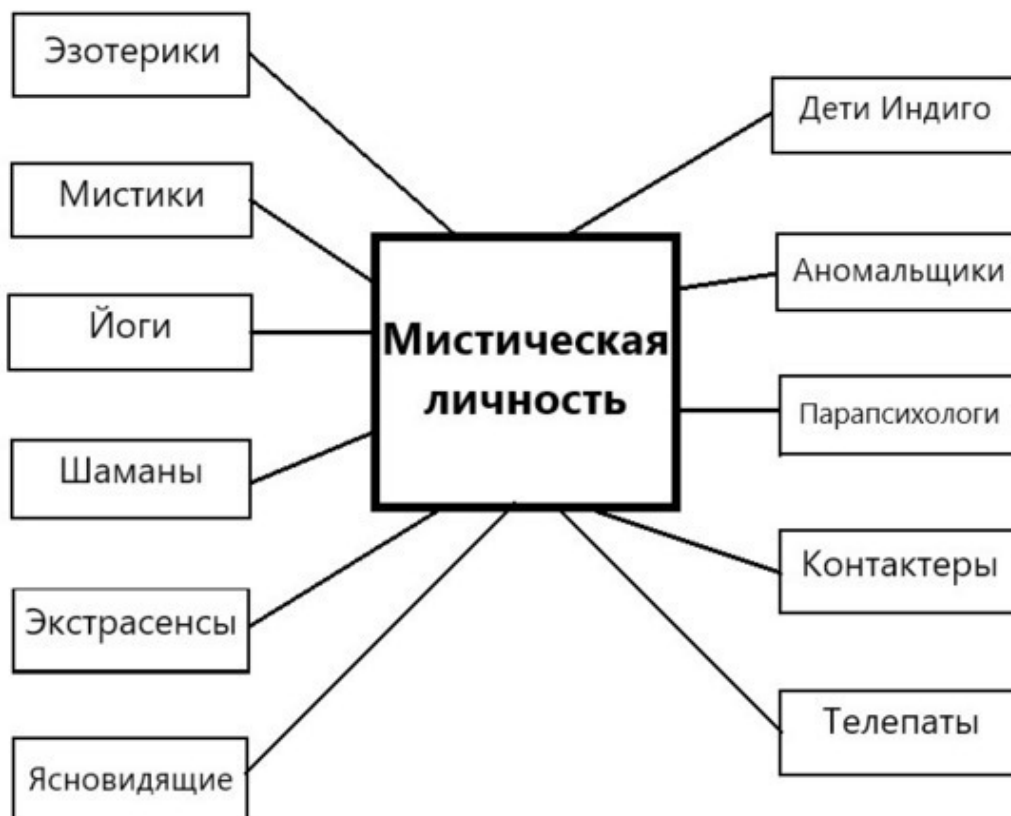 Эзотерики
Мистики
Йоги
Шаманы
Экстрасенсы
Ясновидящие
Мистическая
личность
Дети Индиго
Аномальщики
Парапсихологи
Контактеры
Телепаты